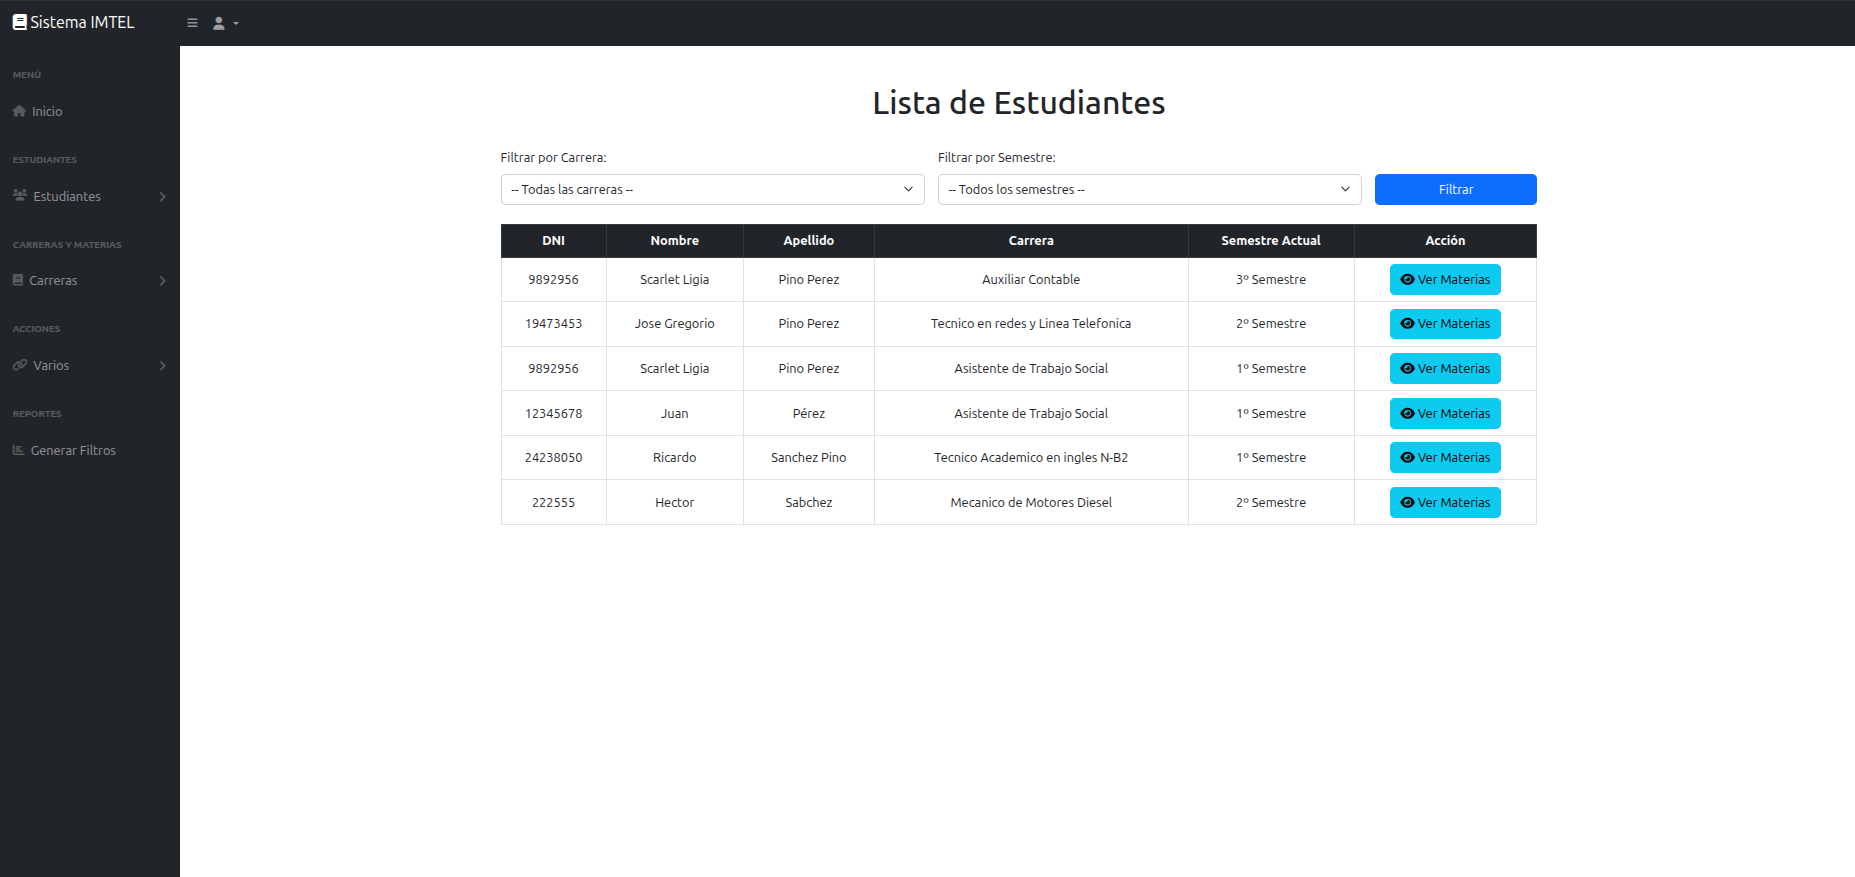 Sistema IMTEL
MENÚ
Inicio
ESTUDIANTES
Estudiantes
CARRERAS Y MATERIAS
Carreras
ACCIONES
Varios
REPORTES
Generar Filtros
Lista de Estudiantes
Filtrar por Carrera: Filtrar por Semestre:
-- Todas las carreras -- -- Todos los semestres -- Filtrar
DNI Nombre Apellido Carrera Semestre Actual Acción
9892956 Scarlet Ligia Pino Perez Auxiliar Contable 3º Semestre Ver Materias
19473453 Jose Gregorio Pino Perez Tecnico en redes y Linea Telefonica 2º Semestre Ver Materias
9892956 Scarlet Ligia Pino Perez Asistente de Trabajo Social 1º Semestre Ver Materias
12345678 Juan Pérez Asistente de Trabajo Social 1º Semestre Ver Materias
24238050 Ricardo Sanchez Pino Tecnico Academico en ingles N-B2 1º Semestre Ver Materias
222555 Hector Sabchez Mecanico de Motores Diesel 2º Semestre Ver Materias